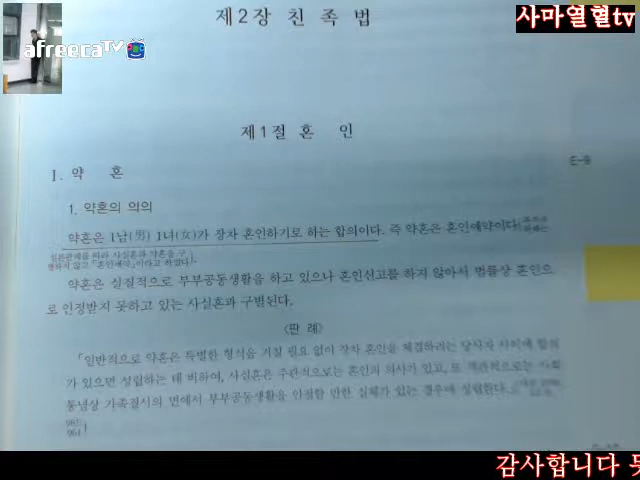 제2장 친 족 법
사마열혈tv
afreecaTV
제1절 혼 인
E-8
I. 약 혼
1. 약혼의 의의
약혼은 1남(男) 1녀(女)가 장차 혼인하기로 하는 합의이다. 즉 약혼은 혼인예약이다
약혼은 실질적으로 부부공동생활을 하고 있으나 혼인신고를 하지 않아서 법률상 혼인으
로 인정받지 못하고 있는 사실혼과 구별된다.
〈판 례〉
「일반적으로 약혼은 특별한 형식을 거칠 필요 없이 장차 혼인을 체결하려는 당사자 사이에 합의
가 있으면 성립하는 데 비하여, 사실혼은 주관적으로는 혼인의 의사가 있고, 또 객관적으로는 사회
통념상 가족질서의 면에서 부부공동생활을 인정할 만한 실체가 있는 경우에 성립한다.
감사합니다